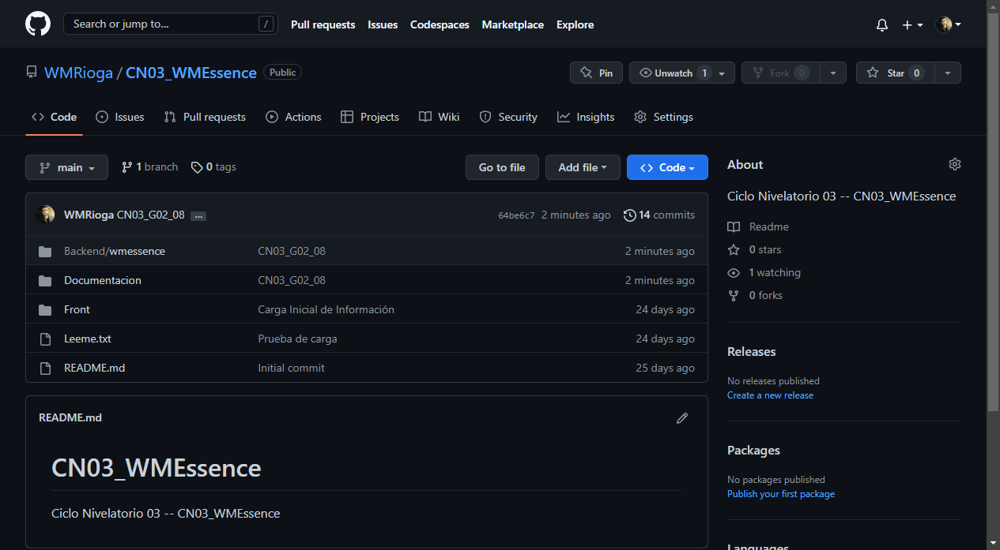 Search or jump to... / Pull requests Issues Codespaces Marketplace Explore
WMRioga / CN03_WMEssence Public Pin Unwatch 1 Fork 0 Star 0
Code Issues Pull requests Actions Projects Wiki Security Insights Settings
main 1 branch 0 tags Go to file Add file Code
WMRioga CN03_G02_08 ... 64be6c7 2 minutes ago 14 commits
Backend/wmessence CN03_G02_08 2 minutes ago
Documentacion CN03_G02_08 2 minutes ago
Front Carga Inicial de Información 24 days ago
Leeme.txt Prueba de carga 24 days ago
README.md Initial commit 25 days ago
README.md
CN03_WMEssence
Ciclo Nivelatorio 03 -- CN03_WMEssence
About
Ciclo Nivelatorio 03 -- CN03_WMEssence
Readme
0 stars
1 watching
0 forks
Releases
No releases published
Create a new release
Packages
No packages published
Publish your first package
Languages